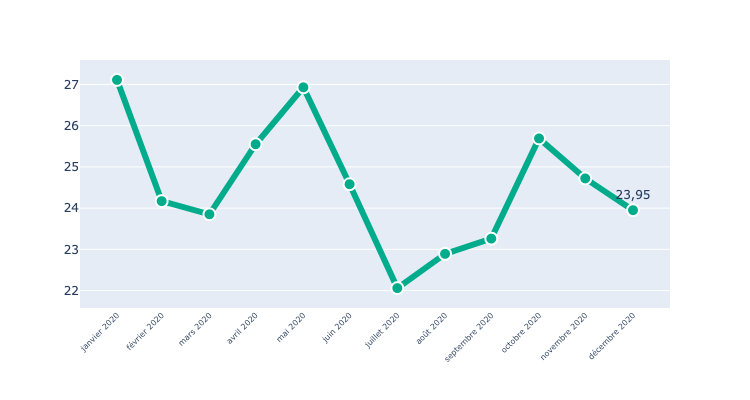 27
26
25
24
23
22
23,95
janvier 2020
février 2020
mars 2020
avril 2020
mai 2020
juin 2020
juillet 2020
août 2020
septembre 2020
octobre 2020
novembre 2020
décembre 2020